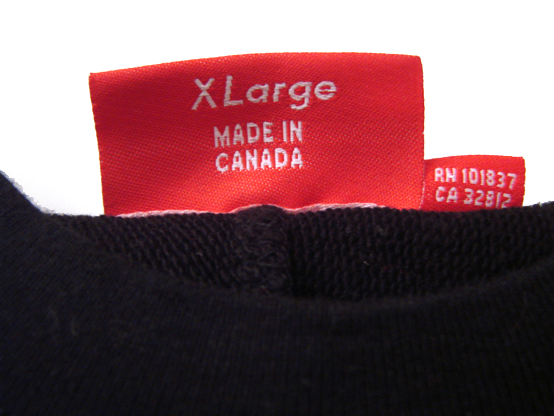 XLarge
MADE IN
CANADA
RN 101837
CA 32812